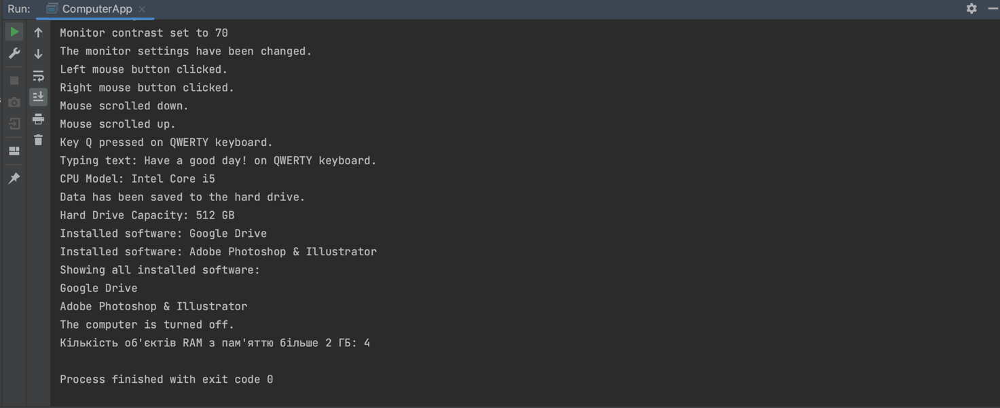 Run: ComputerApp
Monitor contrast set to 70
The monitor settings have been changed.
Left mouse button clicked.
Right mouse button clicked.
Mouse scrolled down.
Mouse scrolled up.
Key Q pressed on QWERTY keyboard.
Typing text: Have a good day! on QWERTY keyboard.
CPU Model: Intel Core i5
Data has been saved to the hard drive.
Hard Drive Capacity: 512 GB
Installed software: Google Drive
Installed software: Adobe Photoshop & Illustrator
Showing all installed software:
Google Drive
Adobe Photoshop & Illustrator
The computer is turned off.
Кількість об'єктів RAM з пам'яттю більше 2 ГБ: 4
Process finished with exit code 0